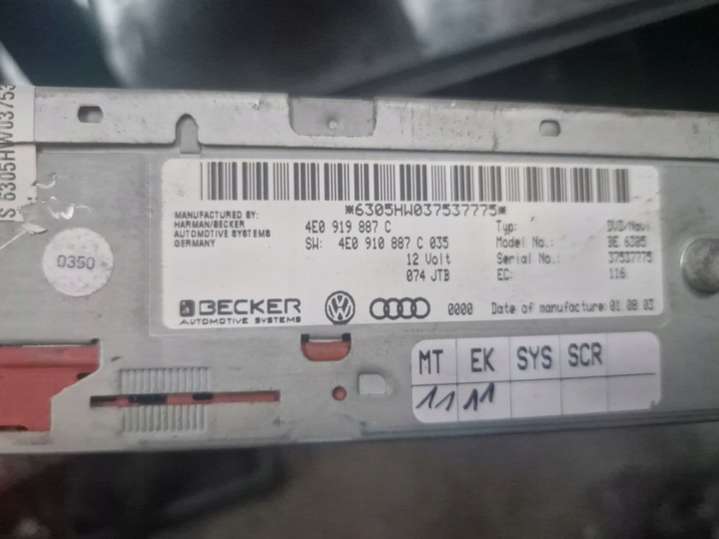 S 6305HW03753
*6305HW037537775*
MANUFACTURED BY:
HARMAN/BECKER
AUTOMOTIVE SYSTEMS
GERMANY
4E0 919 887 C
SW: 4E0 910 887 C 035
12 Volt
074 JTB
Typ: DVD/Navi
Model No.: BE 6305
Serial No.: 37537775
EC: 116
BECKER
AUTOMOTIVE SYSTEMS
0000 Date of manufacture: 01 08 03
0350
MT EK SYS SCR
11 11